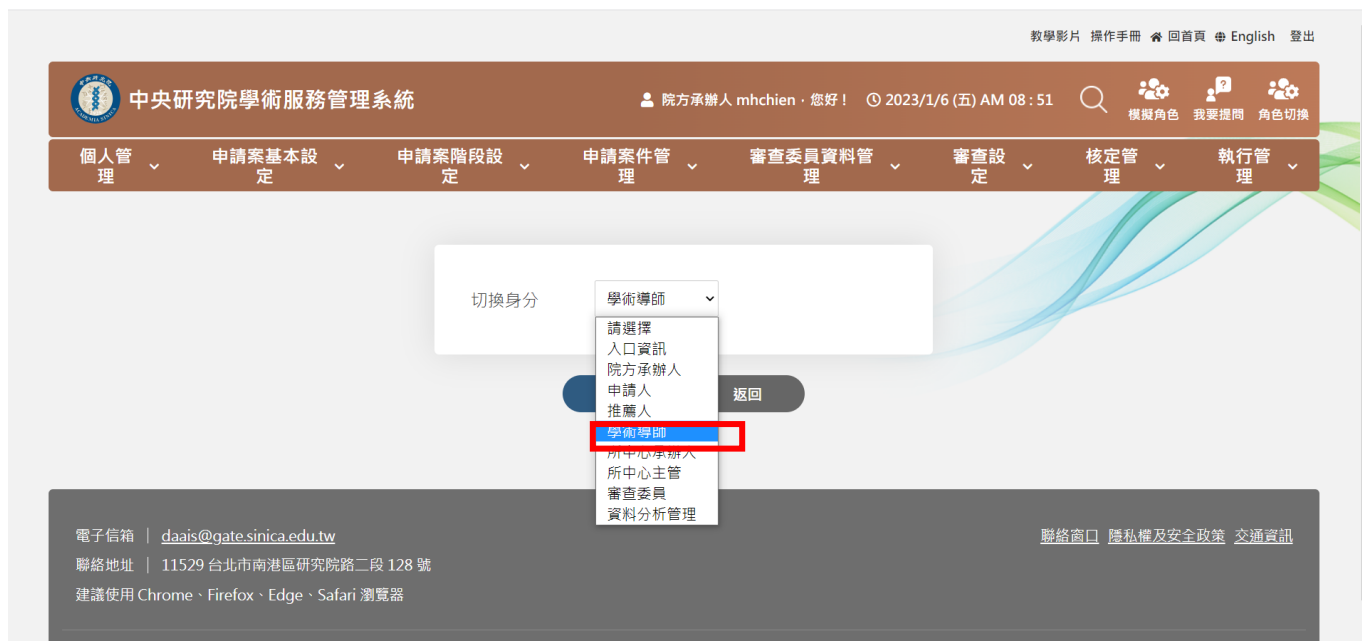 教學影片 操作手冊 回首頁 English 登出
中央研究院學術服務管理系統
院方承辦人 mhchien，您好！ 2023/1/6 (五) AM 08 : 51
模擬角色 我要提問 角色切換
個人管理 申請案基本設定 申請案階段設定 申請案件管理 審查委員資料管理 審查設定 核定管理 執行管理
切換身分 學術導師
請選擇
入口資訊
院方承辦人
申請人
推薦人
學術導師
所中心承辦人
所中心主管
審查委員
資料分析管理
返回
電子信箱 | daais@gate.sinica.edu.tw
聯絡地址 | 11529 台北市南港區研究院路二段 128 號
建議使用 Chrome、Firefox、Edge、Safari 瀏覽器
聯絡窗口 隱私權及安全政策 交通資訊